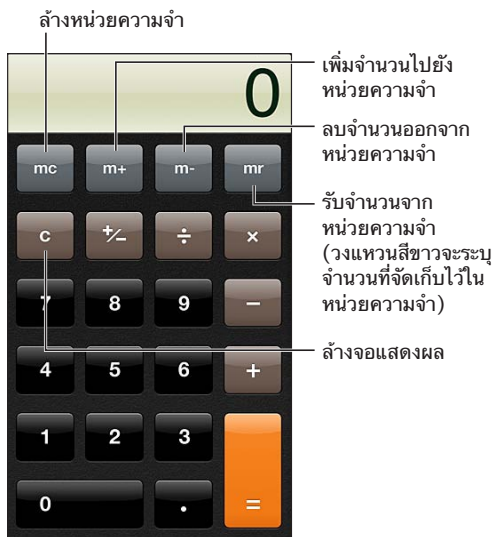 ล้างหน่วยความจำ
0
เพิ่มจำนวนไปยัง
หน่วยความจำ
ลบจำนวนออกจาก
หน่วยความจำ
mc m+ m- mr
รับจำนวนจาก
หน่วยความจำ
(วงแหวนสีขาวจะระบุ
จำนวนที่จัดเก็บไว้ใน
หน่วยความจำ)
c +/− ÷ ×
7 8 9 −
ล้างจอแสดงผล
4 5 6 +
1 2 3
0 . =